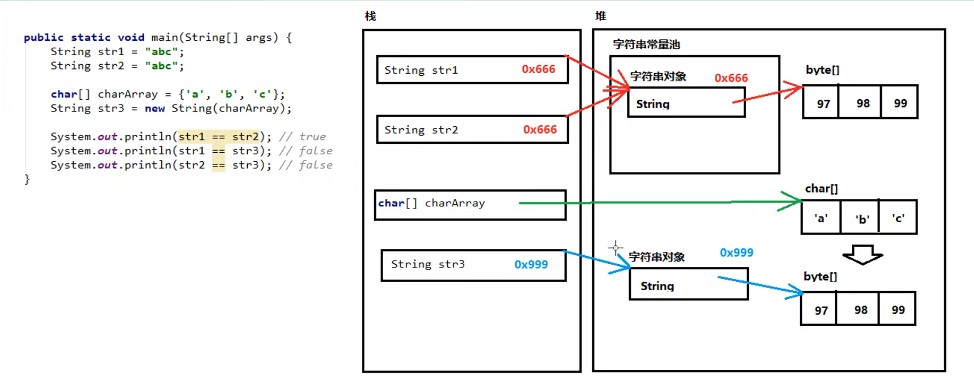 public static void main(String[] args) {
String str1 = "abc";
String str2 = "abc";
char[] charArray = {'a', 'b', 'c'};
String str3 = new String(charArray);
System.out.println(str1 == str2); // true
System.out.println(str1 == str3); // false
System.out.println(str2 == str3); // false
}
栈
String str1 0x666
String str2 0x666
char[] charArray
String str3 0x999
堆
字符串常量池
字符串对象 0x666
String
byte[]
97 98 99
char[]
'a' 'b' 'c'
字符串对象 0x999
String
byte[]
97 98 99